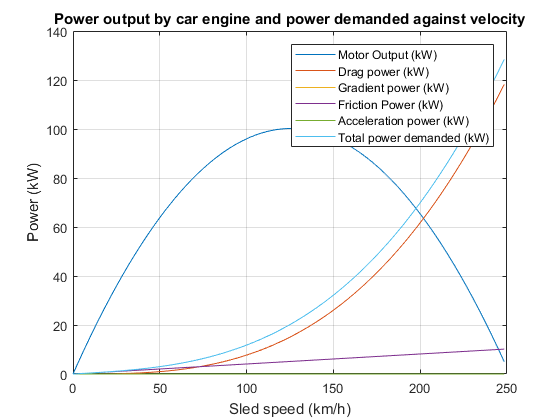 Power output by car engine and power demanded against velocity
140
120
100
80
60
40
20
0
Power (kW)
Motor Output (kW)
Drag power (kW)
Gradient power (kW)
Friction Power (kW)
Acceleration power (kW)
Total power demanded (kW)
0 50 100 150 200 250
Sled speed (km/h)